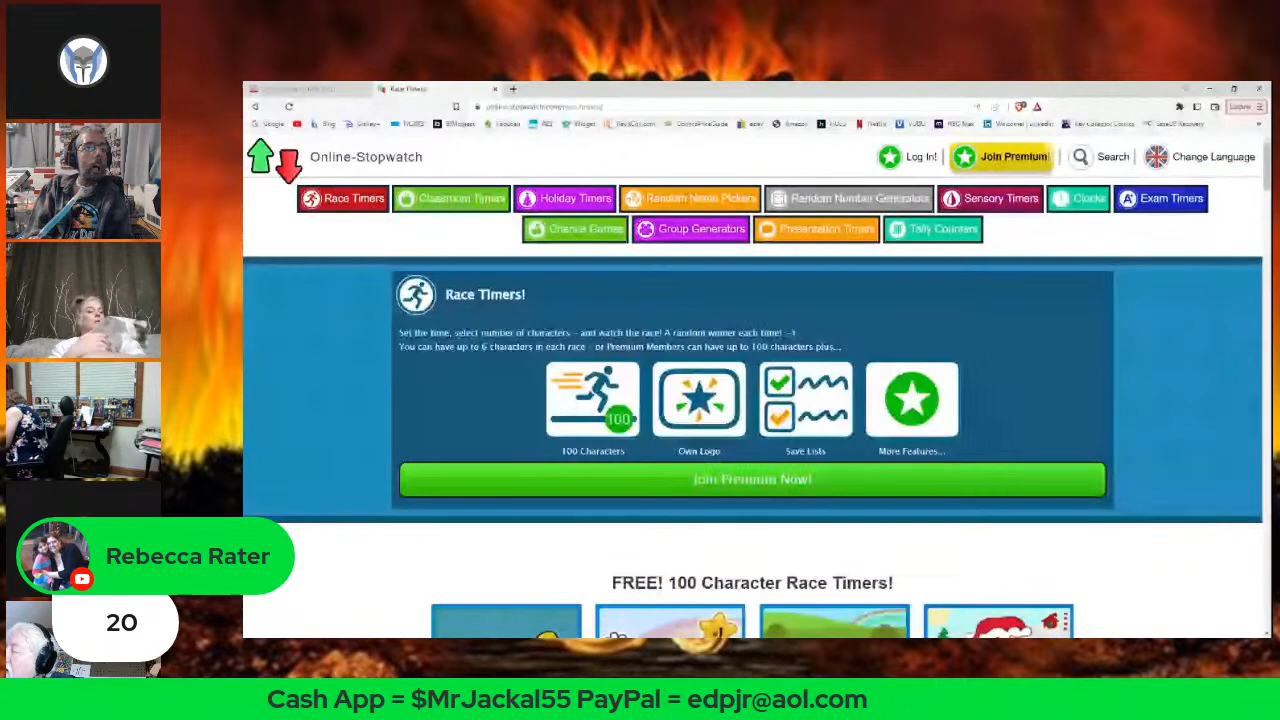 Race Timers
Online-Stopwatch
Log In!
Join Premium!
Search
Change Language
Race Timers
Classroom Timers
Holiday Timers
Random Name Pickers
Random Number Generators
Sensory Timers
Clocks
Exam Timers
Chance Games
Group Generators
Presentation Timers
Tally Counters
Race Timers!
Set the time, select number of characters - and watch the race! A random winner each time! :-)
You can have up to 6 characters in each race - or Premium Members can have up to 100 characters plus...
100
100 Characters
Own Logo
Save Lists
More Features...
Join Premium Now!
FREE! 100 Character Race Timers!
Rebecca Rater
20
Cash App = $MrJackal55 PayPal = edpjr@aol.com